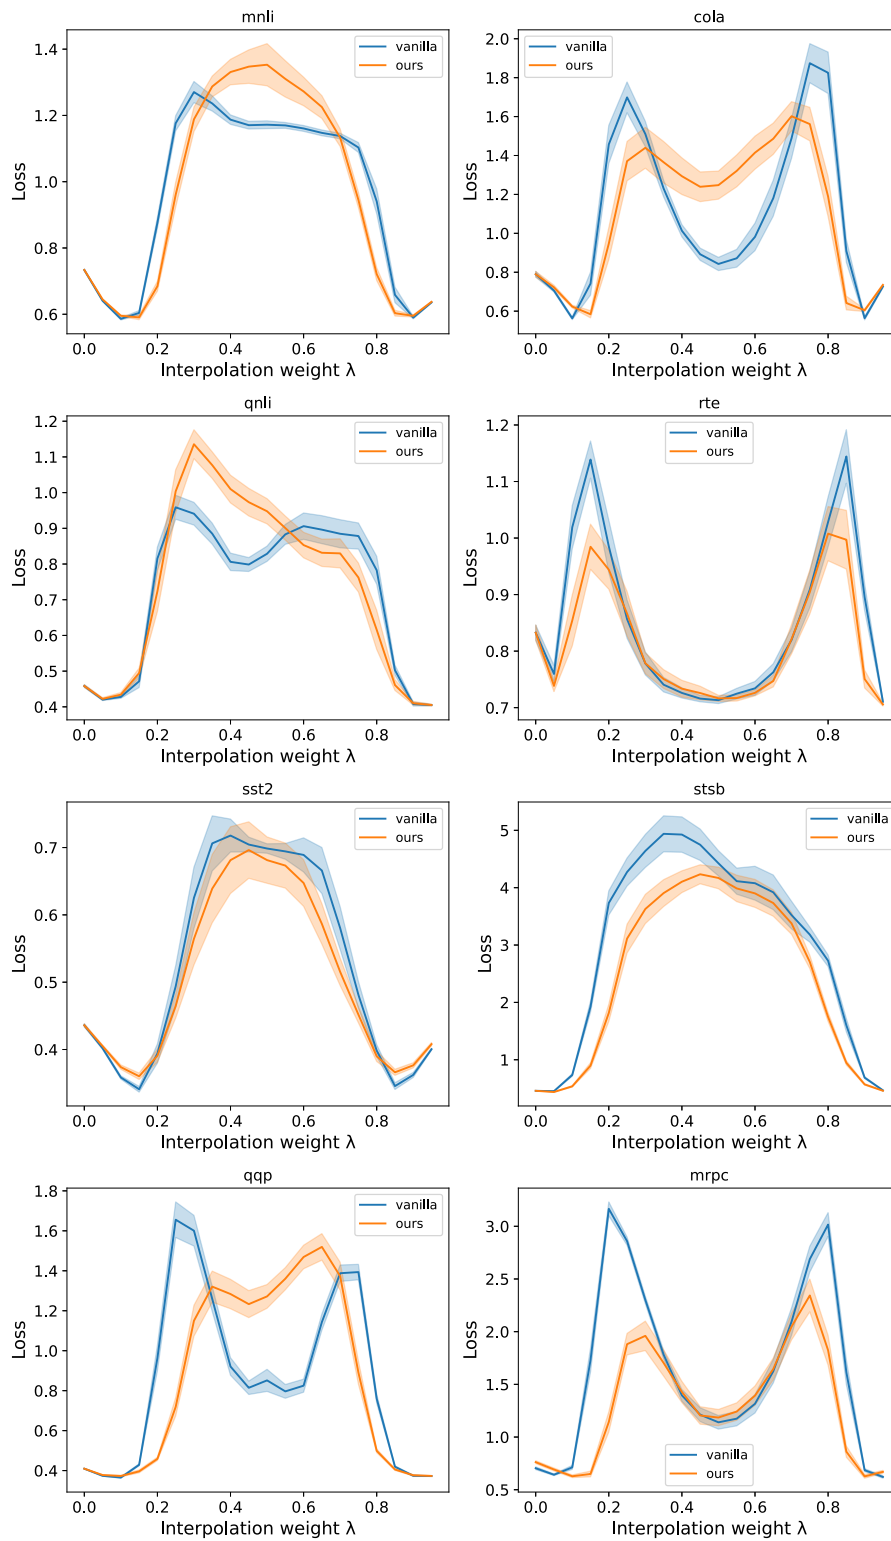 mnli
1.4
1.2
1.0
0.8
0.6
Loss
vanilla
ours
0.0 0.2 0.4 0.6 0.8
Interpolation weight λ
cola
2.0
1.8
1.6
1.4
1.2
1.0
0.8
0.6
Loss
vanilla
ours
0.0 0.2 0.4 0.6 0.8
Interpolation weight λ
qnli
1.2
1.1
1.0
0.9
0.8
0.7
0.6
0.5
0.4
Loss
vanilla
ours
0.0 0.2 0.4 0.6 0.8
Interpolation weight λ
rte
1.2
1.1
1.0
0.9
0.8
0.7
Loss
vanilla
ours
0.0 0.2 0.4 0.6 0.8
Interpolation weight λ
sst2
0.7
0.6
0.5
0.4
Loss
vanilla
ours
0.0 0.2 0.4 0.6 0.8
Interpolation weight λ
stsb
5
4
3
2
1
Loss
vanilla
ours
0.0 0.2 0.4 0.6 0.8
Interpolation weight λ
qqp
1.8
1.6
1.4
1.2
1.0
0.8
0.6
0.4
Loss
vanilla
ours
0.0 0.2 0.4 0.6 0.8
Interpolation weight λ
mrpc
3.0
2.5
2.0
1.5
1.0
0.5
Loss
vanilla
ours
0.0 0.2 0.4 0.6 0.8
Interpolation weight λ